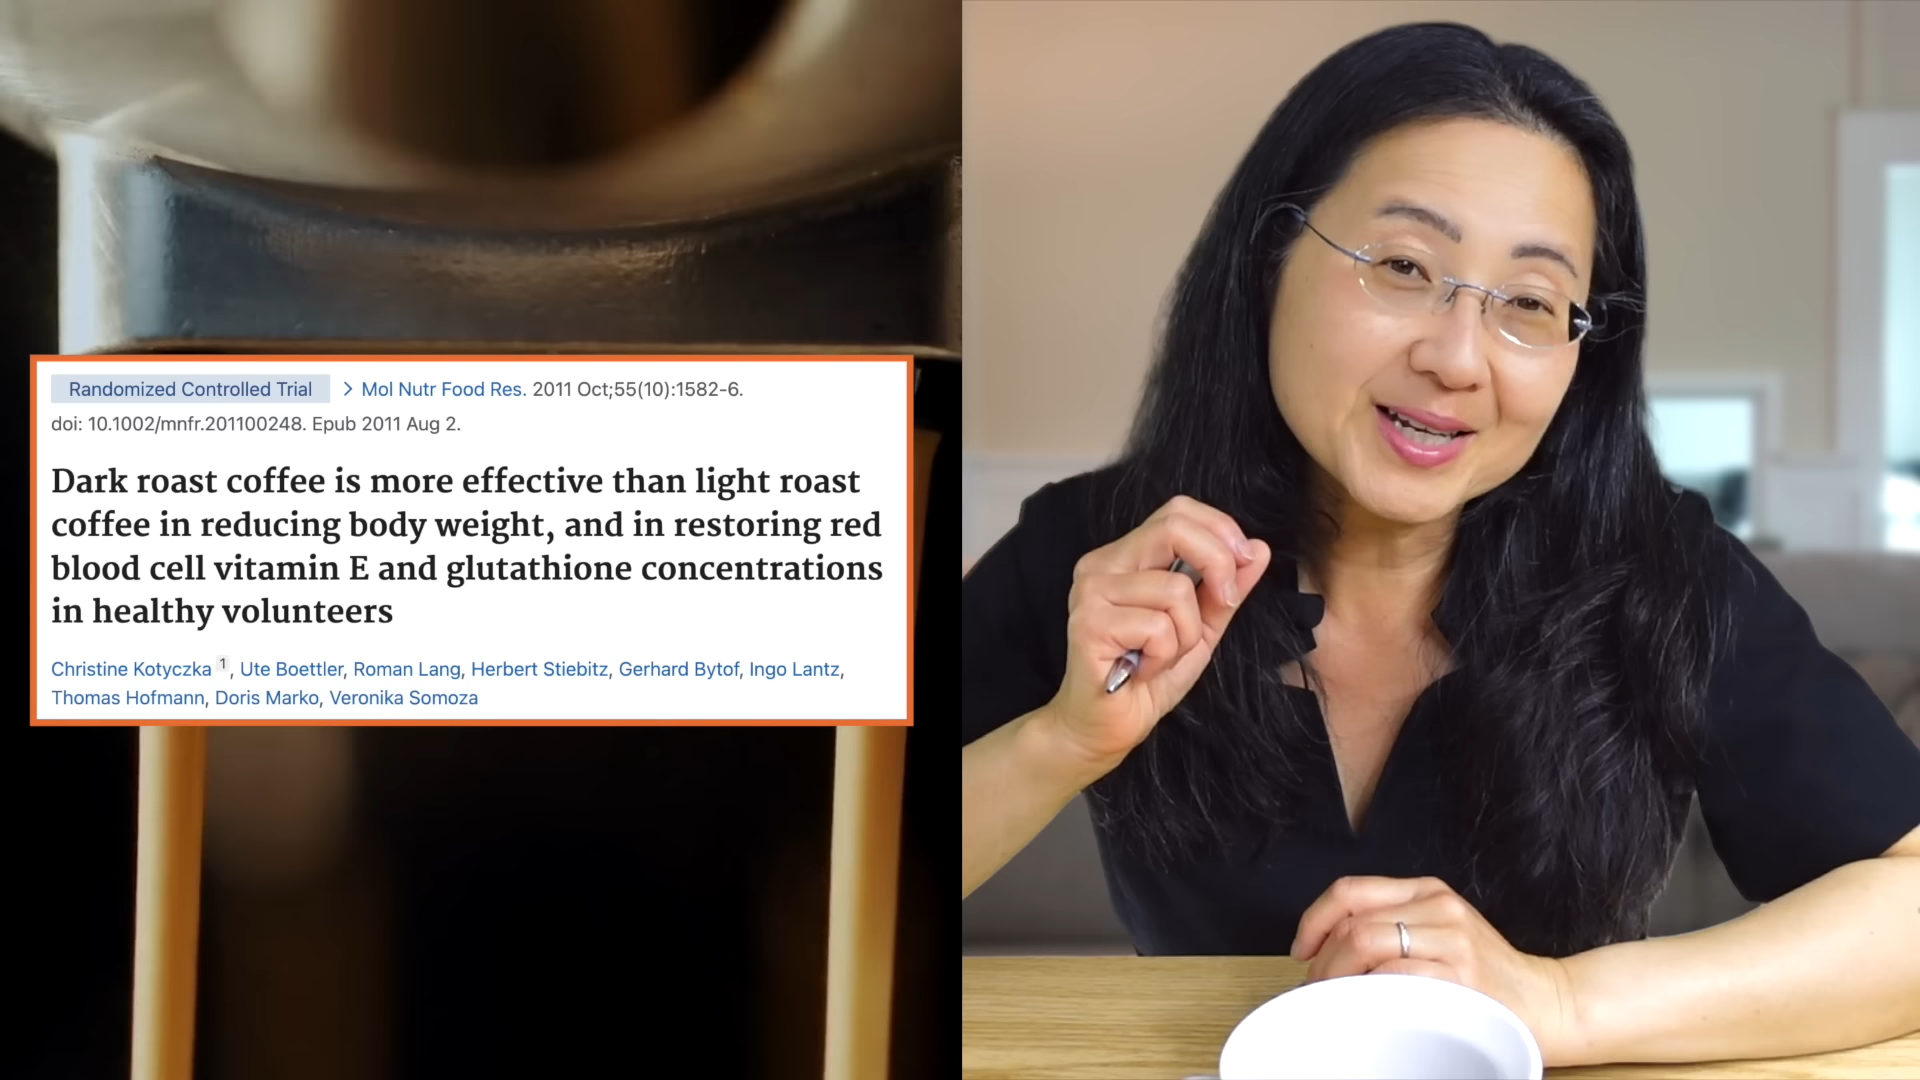 Randomized Controlled Trial > Mol Nutr Food Res. 2011 Oct;55(10):1582-6.
doi: 10.1002/mnfr.201100248. Epub 2011 Aug 2.
Dark roast coffee is more effective than light roast
coffee in reducing body weight, and in restoring red
blood cell vitamin E and glutathione concentrations
in healthy volunteers
Christine Kotyczka 1, Ute Boettler, Roman Lang, Herbert Stiebitz, Gerhard Bytof, Ingo Lantz,
Thomas Hofmann, Doris Marko, Veronika Somoza